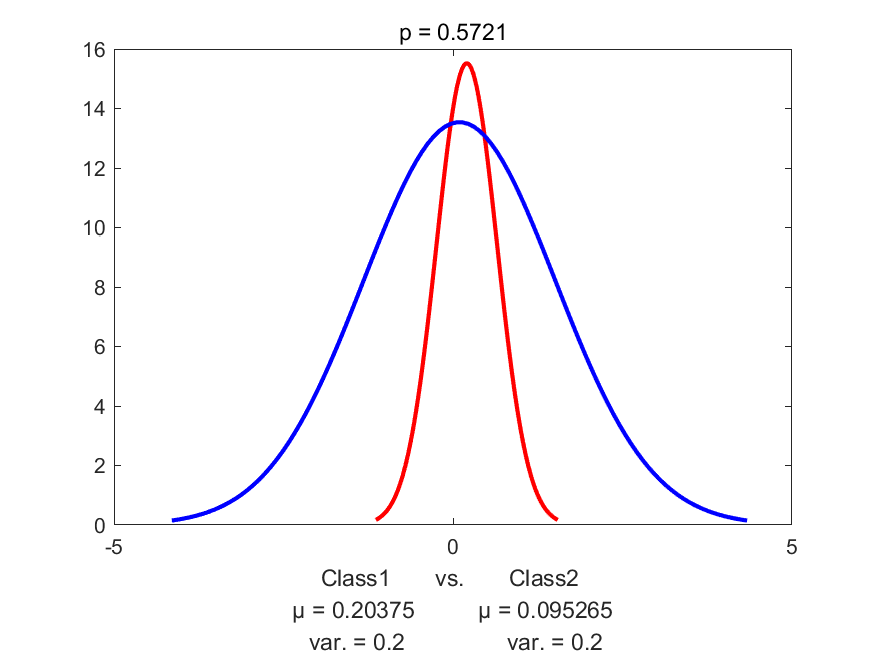 p = 0.5721
16
14
12
10
8
6
4
2
0
-5 0 5
Class1 vs. Class2
μ = 0.20375 μ = 0.095265
var. = 0.2 var. = 0.2